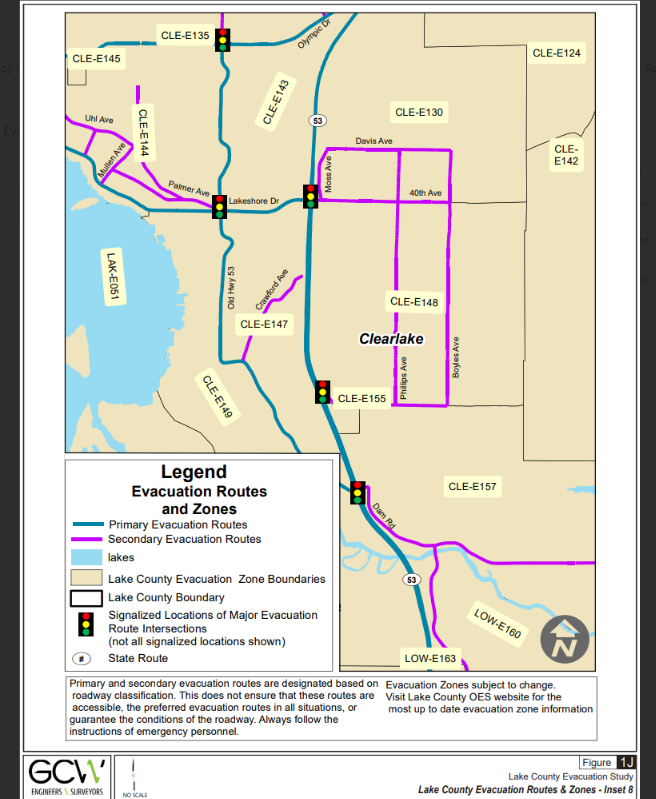 CLE-E135
Olympic Dr
CLE-E145
CLE-E124
CLE-E143
CLE-E130
53
Uhl Ave
CLE-E144
Davis Ave
CLE-
E142
Mullen Ave
Moss Ave
Palmer Ave
40th Ave
Lakeshore Dr
LAK-E051
Old Hwy 53
Crawford Ave
CLE-E148
CLE-E147
Clearlake
Phillips Ave
Boyles Ave
CLE-E149
CLE-E155
Legend
Evacuation Routes
and Zones
Primary Evacuation Routes
Secondary Evacuation Routes
lakes
Lake County Evacuation Zone Boundaries
Lake County Boundary
Signalized Locations of Major Evacuation
Route Intersections
(not all signalized locations shown)
# State Route
CLE-E157
Dam Rd
53
LOW-E160
N
LOW-E163
Primary and secondary evacuation routes are designated based on
roadway classification. This does not ensure that these routes are
accessible, the preferred evacuation routes in all situations, or
guarantee the conditions of the roadway. Always follow the
instructions of emergency personnel.
Evacuation Zones subject to change.
Visit Lake County OES website for the
most up to date evacuation zone information
GCW
ENGINEERS \ SURVEYORS
NO SCALE
Figure 1J
Lake County Evacuation Study
Lake County Evacuation Routes & Zones - Inset 8